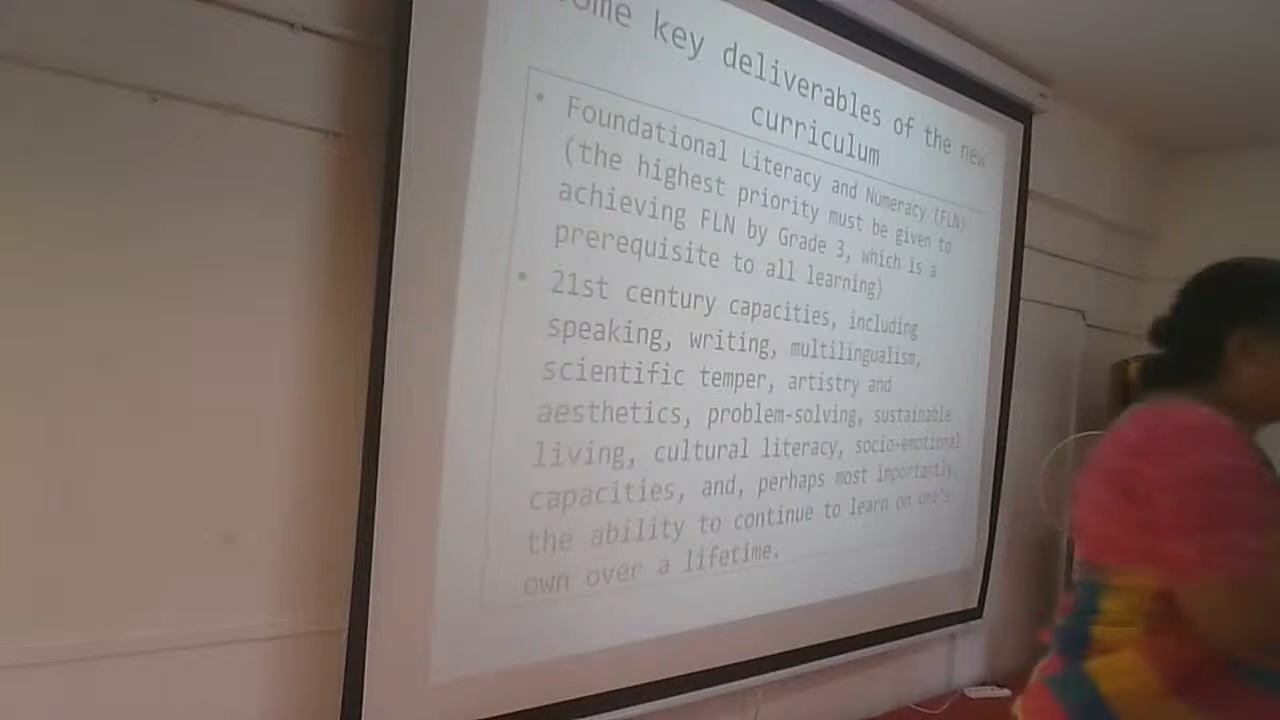 Some key deliverables of the new
curriculum
• Foundational Literacy and Numeracy (FLN)
(the highest priority must be given to
achieving FLN by Grade 3, which is a
prerequisite to all learning)
• 21st century capacities, including
speaking, writing, multilingualism,
scientific temper, artistry and
aesthetics, problem-solving, sustainable
living, cultural literacy, socio-emotional
capacities, and, perhaps most importantly,
the ability to continue to learn on one's
own over a lifetime.